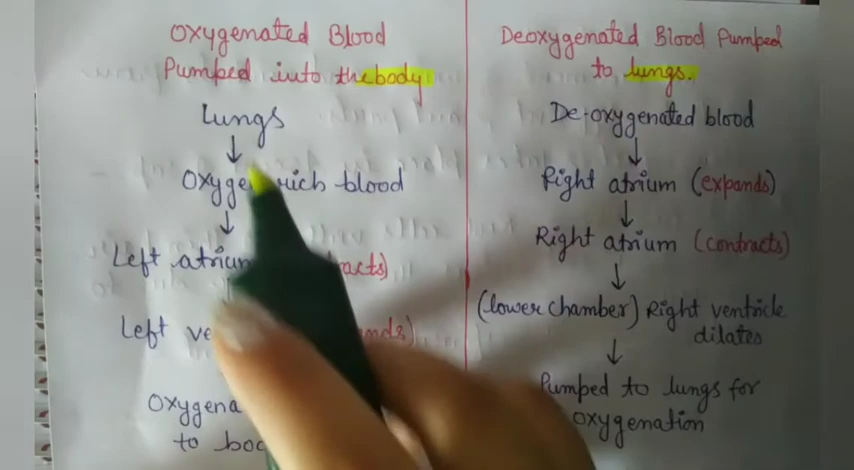 Oxygenated Blood
Pumped into the body
Lungs
↓
rich blood
↓
Left
↓
Left
to
Deoxygenated Blood Pumped
to lungs.
De-oxygenated blood
↓
Right atrium (expands)
↓
Right atrium (contracts)
↓
(lower chamber) Right ventricle
dilates
↓
Pumped to lungs for
oxygenation